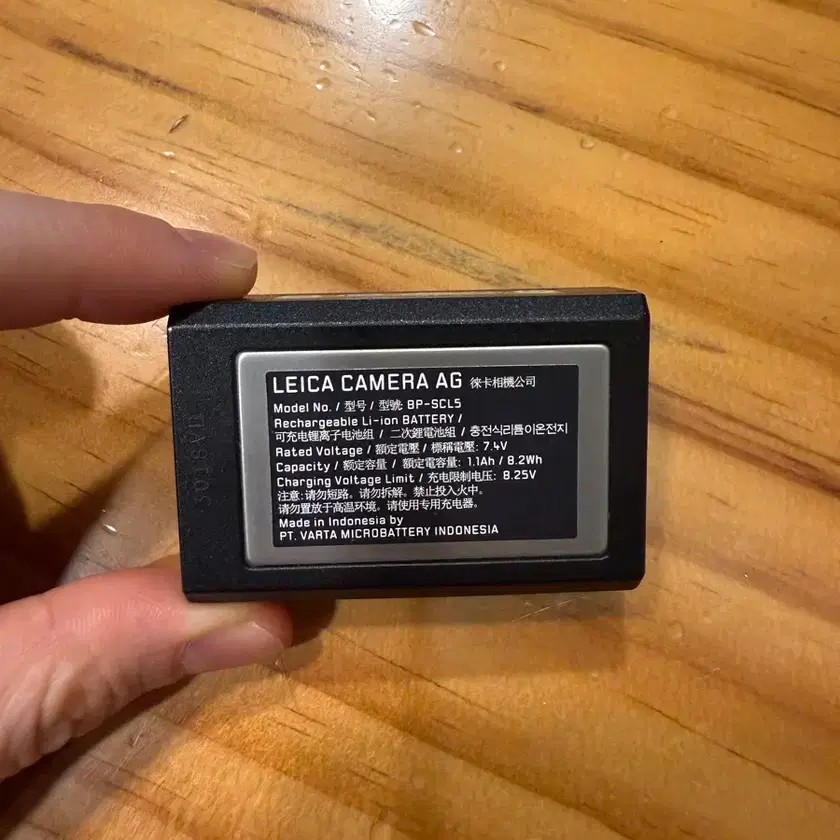 LEICA CAMERA AG 徠卡相機公司
Model No. / 型号 / 型號: BP-SCL5
Rechargeable Li-ion BATTERY /
可充电锂离子电池组 / 二次鋰電池組 / 충전식리튬이온전지
Rated Voltage / 額定電壓 / 標稱電壓: 7.4V
Capacity / 额定容量 / 額定電容量: 1.1Ah / 8.2Wh
Charging Voltage Limit / 充电限制电压: 8.25V
注意: 请勿短路。请勿拆解。禁止投入火中。
请勿置放于高温环境。请使用专用充电器。
Made in Indonesia by
PT. VARTA MICROBATTERY INDONESIA